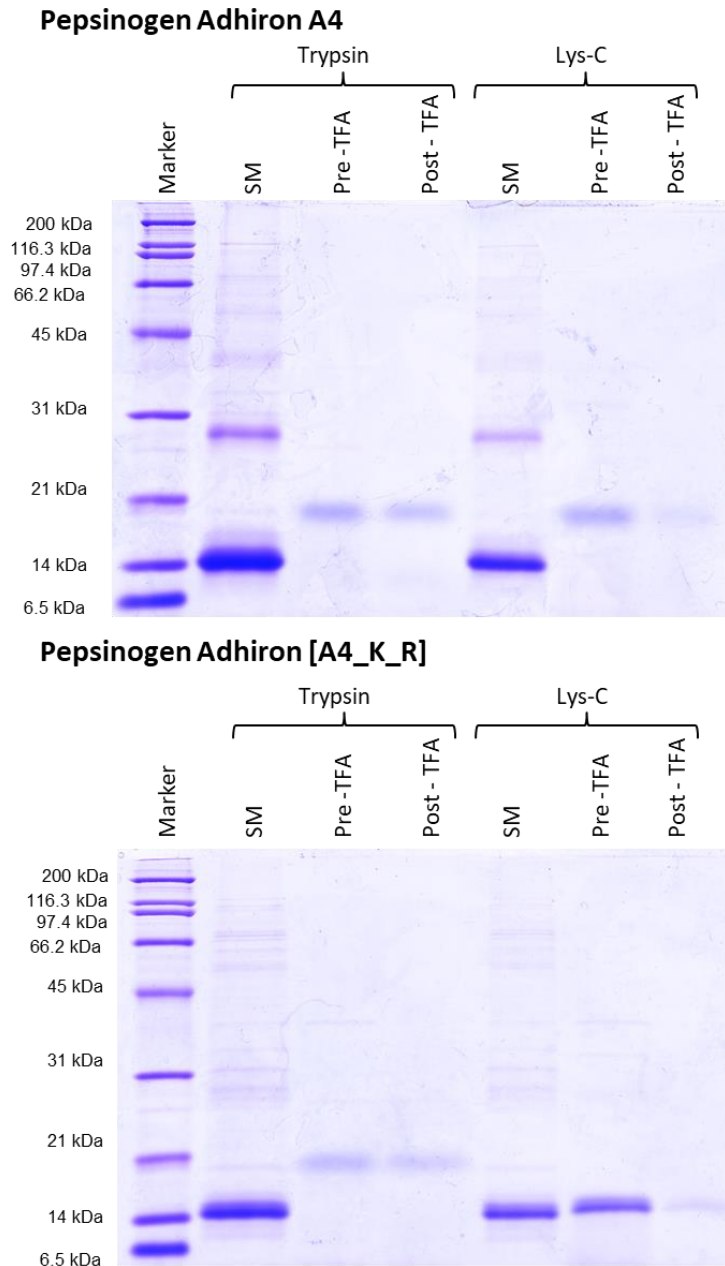 Pepsinogen Adhiron A4
Trypsin Lys-C
Marker SM Pre -TFA Post - TFA SM Pre -TFA Post - TFA
200 kDa
116.3 kDa
97.4 kDa
66.2 kDa
45 kDa
31 kDa
21 kDa
14 kDa
6.5 kDa
Pepsinogen Adhiron [A4_K_R]
Trypsin Lys-C
Marker SM Pre -TFA Post - TFA SM Pre -TFA Post - TFA
200 kDa
116.3 kDa
97.4 kDa
66.2 kDa
45 kDa
31 kDa
21 kDa
14 kDa
6.5 kDa